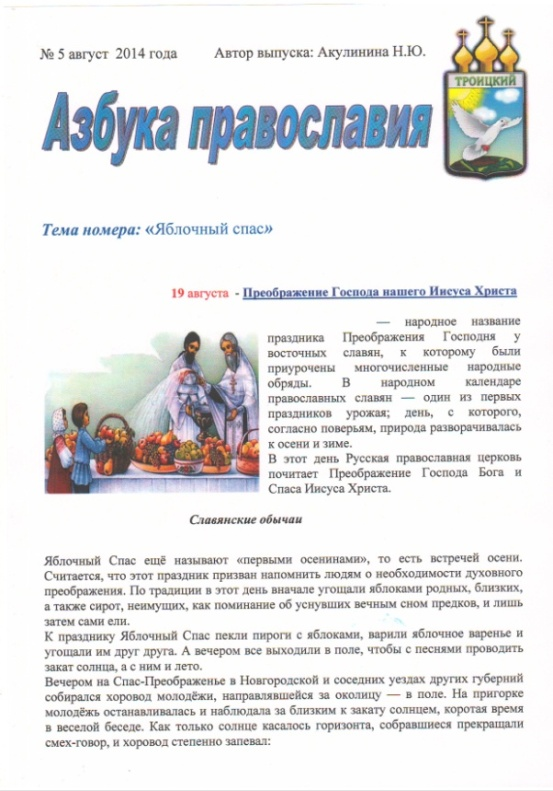 № 5 август 2014 года Автор выпуска: Акулинина Н.Ю.
ТРОИЦКИЙ
Азбука православия
Тема номера: «Яблочный спас»
19 августа - Преображение Господа нашего Иисуса Христа
— народное название
праздника Преображения Господня у
восточных славян, к которому были
приурочены многочисленные народные
обряды. В народном календаре
православных славян — один из первых
праздников урожая; день, с которого,
согласно поверьям, природа разворачивалась
к осени и зиме.
В этот день Русская православная церковь
почитает Преображение Господа Бога и
Спаса Иисуса Христа.
Славянские обычаи
Яблочный Спас ещё называют «первыми осенинами», то есть встречей осени.
Считается, что этот праздник призван напомнить людям о необходимости духовного
преображения. По традиции в этот день вначале угощали яблоками родных, близких,
а также сирот, неимущих, как поминание об уснувших вечным сном предков, и лишь
затем сами ели.
К празднику Яблочный Спас пекли пироги с яблоками, варили яблочное варенье и
угощали им друг друга. А вечером все выходили в поле, чтобы с песнями проводить
закат солнца, а с ним и лето.
Вечером на Спас-Преображенье в Новгородской и соседних уездах других губерний
собирался хоровод молодёжи, направлявшейся за околицу — в поле. На пригорке
молодёжь останавливалась и наблюдала за близким к закату солнцем, коротая время
в веселой беседе. Как только солнце касалось горизонта, собравшиеся прекращали
смех-говор, и хоровод степенно запевал: